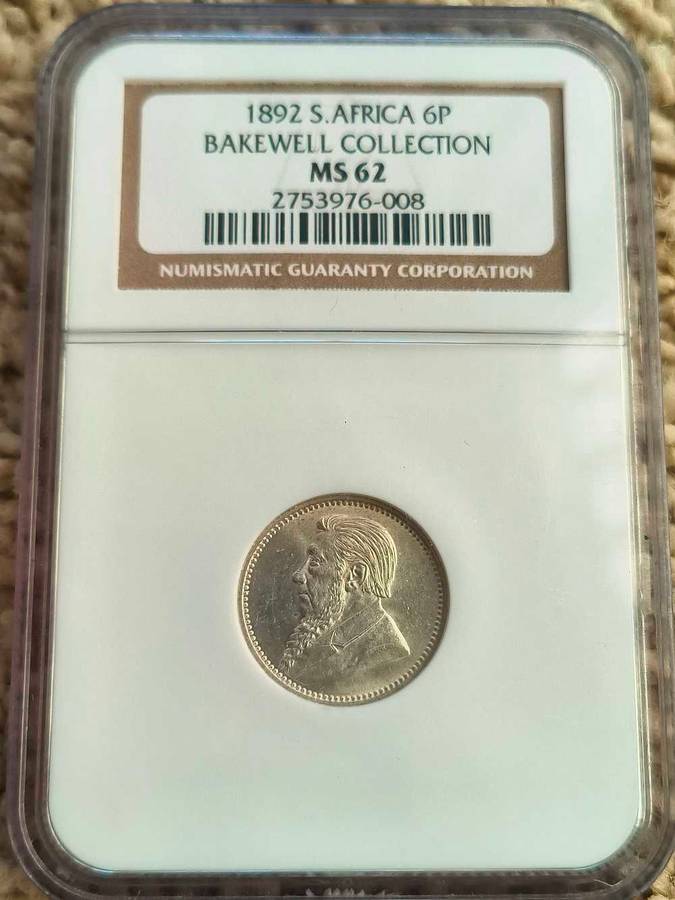 1892 S.AFRICA 6P
BAKEWELL COLLECTION
MS 62
2753976-008
NUMISMATIC GUARANTY CORPORATION